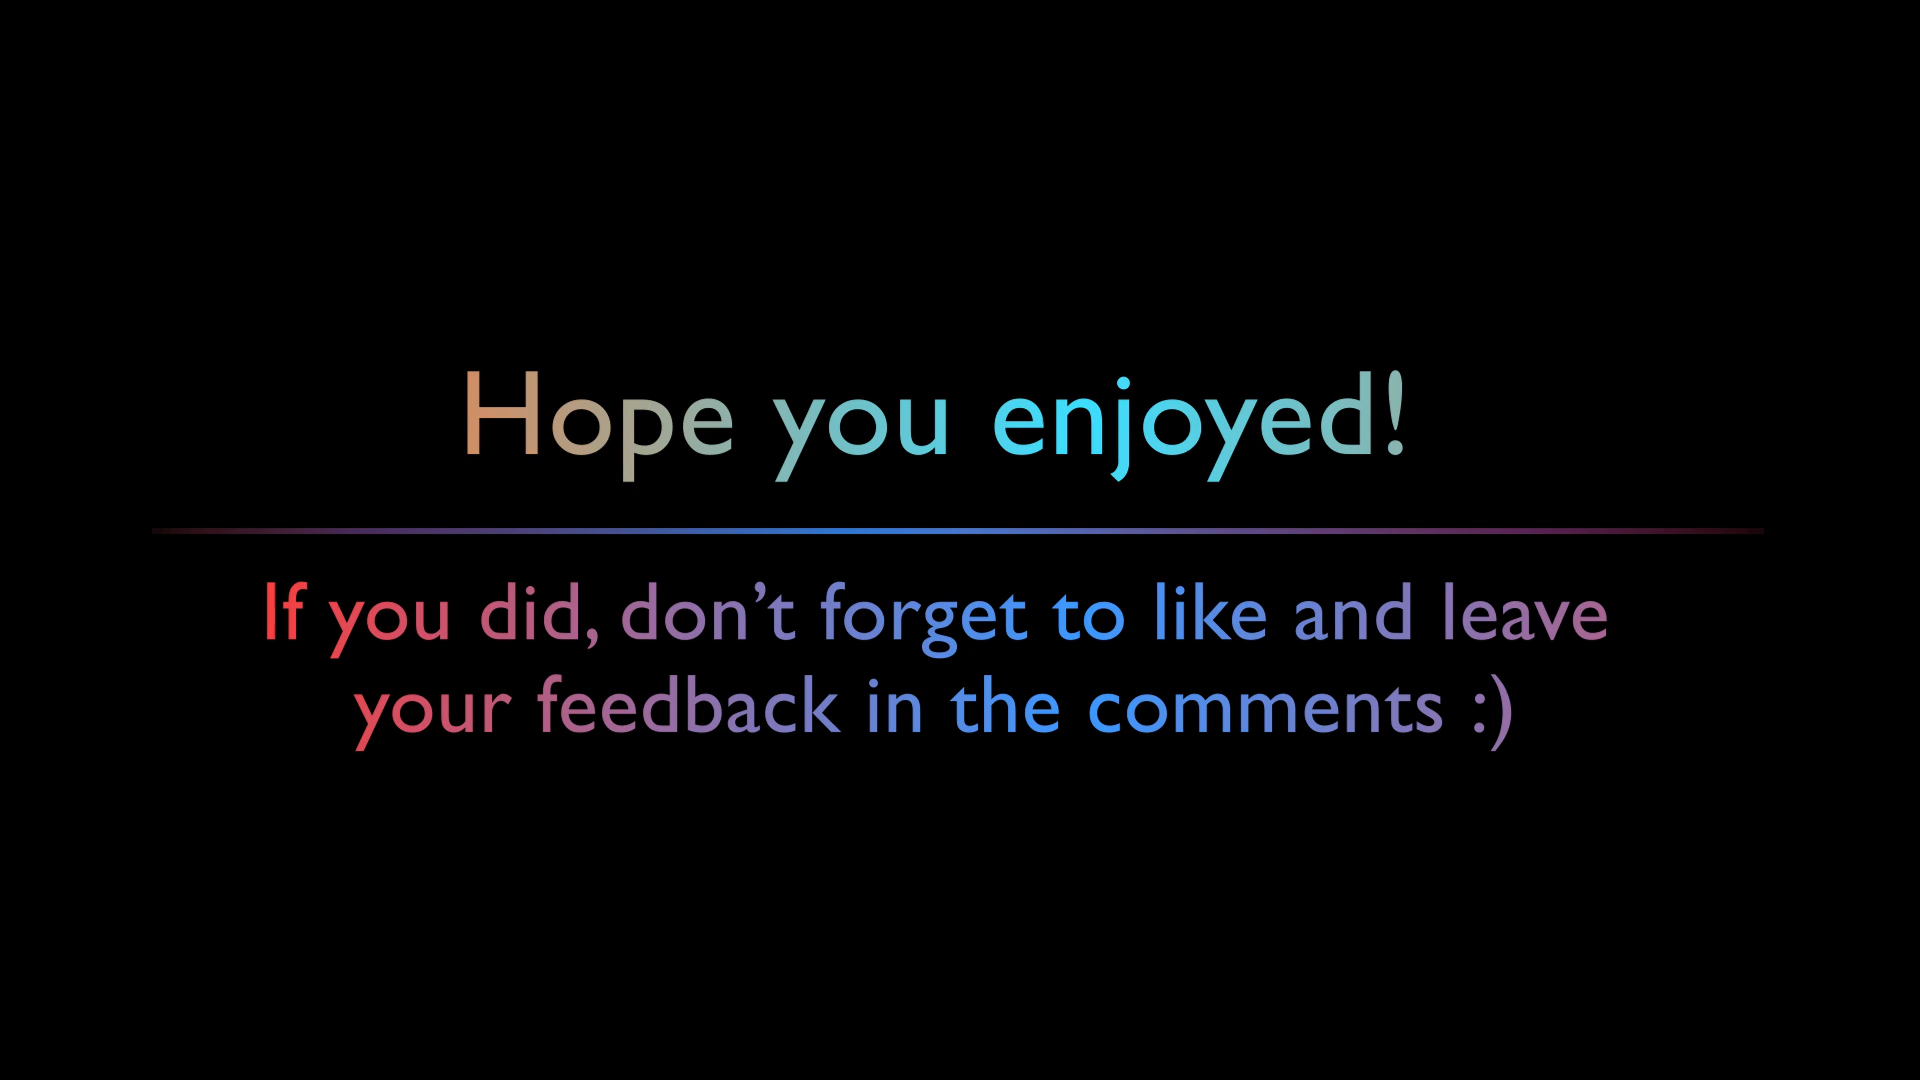 Hope you enjoyed!
If you did, don’t forget to like and leave
your feedback in the comments :)